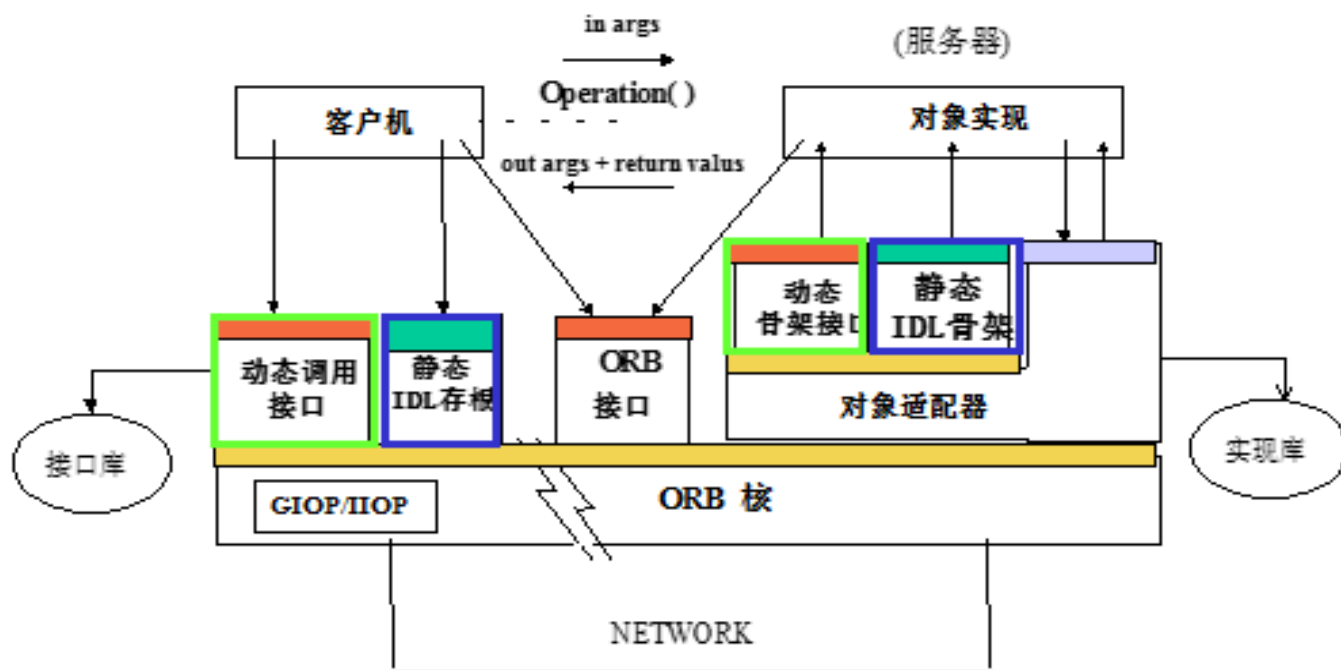 in args
(服务器)
Operation( )
客户机
对象实现
out args + return valus
动态
骨架接口
静态
IDL骨架
动态调用
接口
静态
IDL存根
ORB
接口
对象适配器
接口库
实现库
GIOP/IIOP
ORB 核
NETWORK